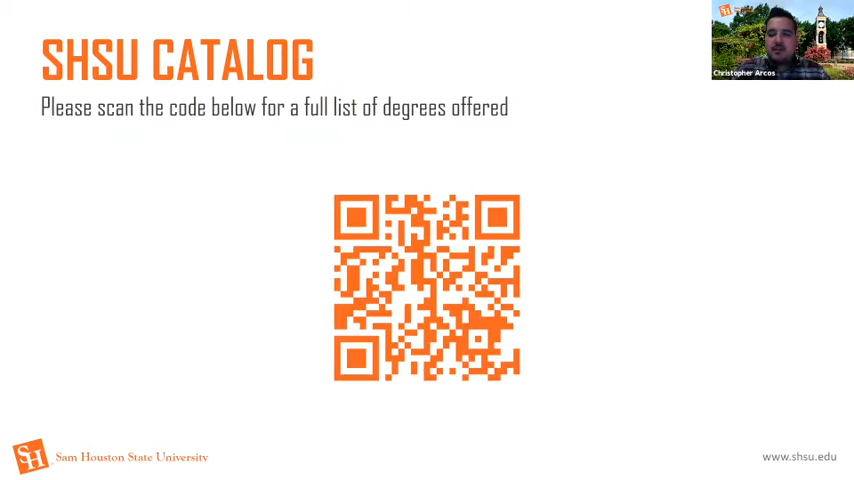 SHSU CATALOG
Please scan the code below for a full list of degrees offered
Christopher Arcos
SH
Sam Houston State University
www.shsu.edu